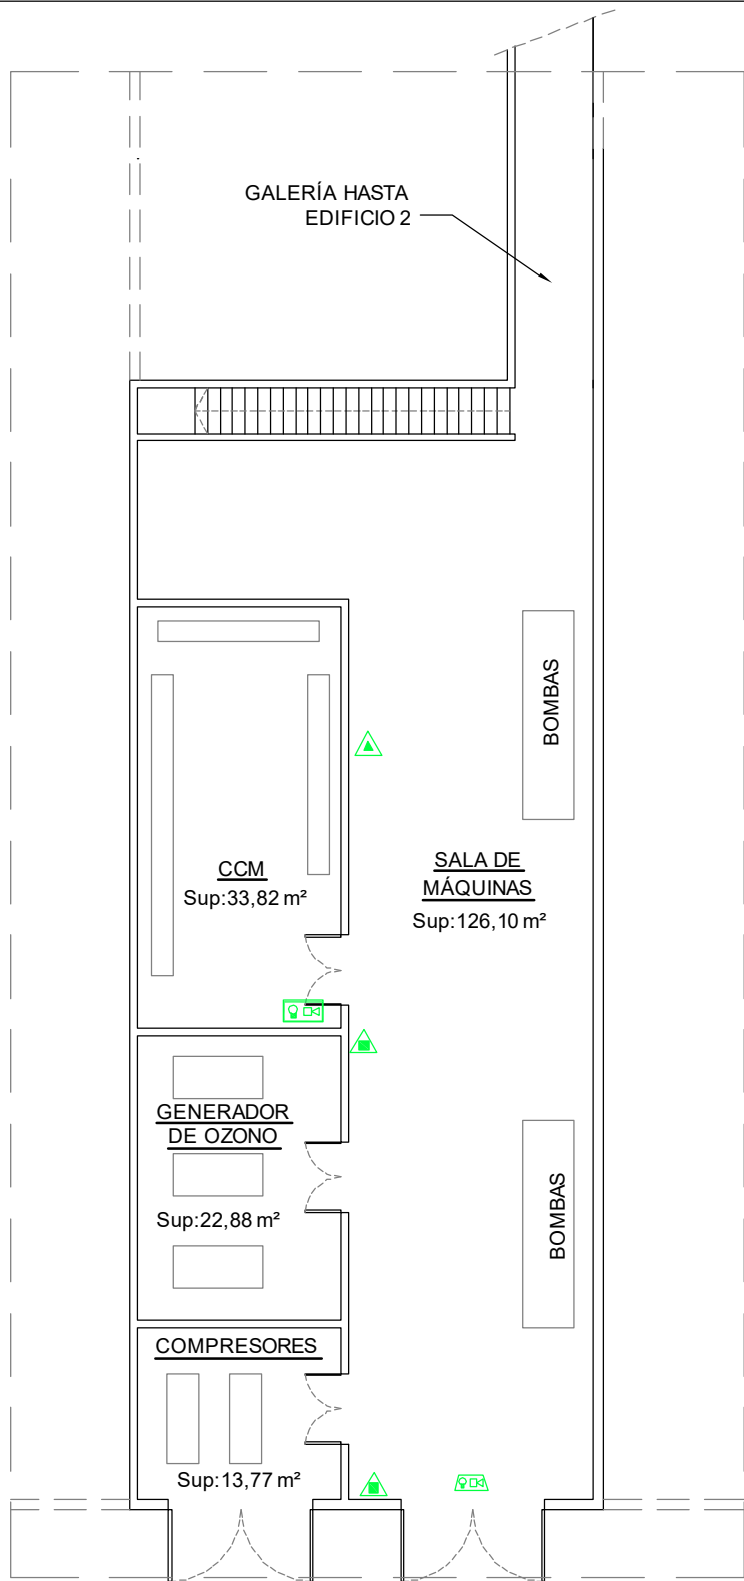 GALERÍA HASTA
EDIFICIO 2
BOMBAS
CCM
Sup:33,82 m²
SALA DE
MÁQUINAS
Sup:126,10 m²
GENERADOR
DE OZONO
Sup:22,88 m²
BOMBAS
COMPRESORES
Sup:13,77 m²